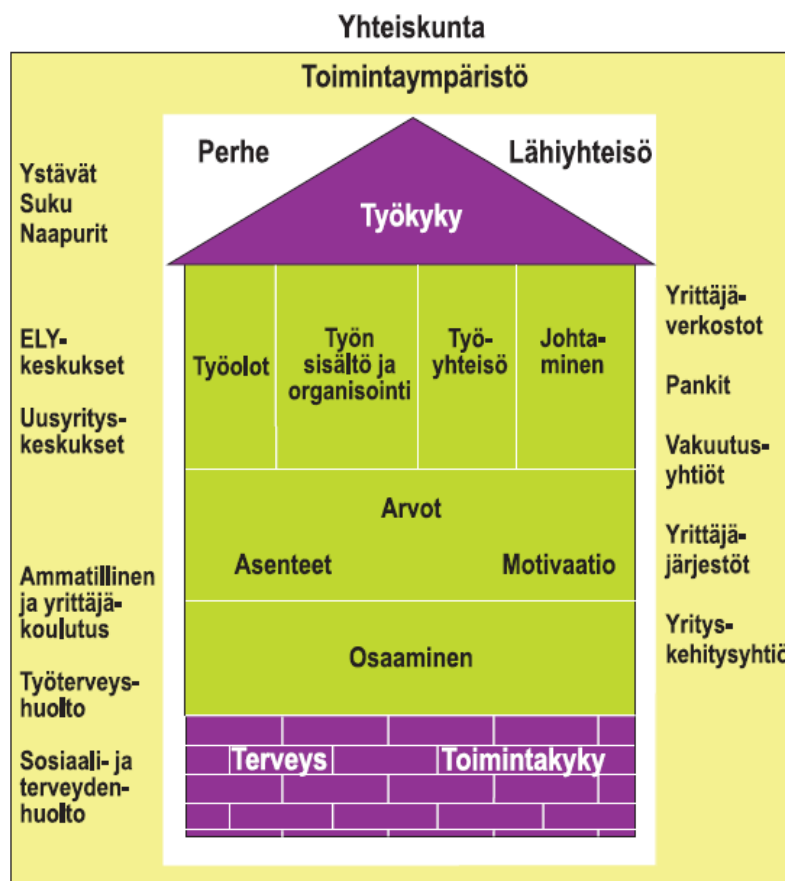 Yhteiskunta
Toimintaympäristö
Perhe
Lähiyhteisö
Ystävät
Suku
Naapurit
Työkyky
ELY-
keskukset
Uusyritys-
keskukset
Työolot
Työn
sisältö ja
organisointi
Työ-
yhteisö
Johta-
minen
Yrittäjä-
verkostot
Pankit
Vakuutus-
yhtiöt
Arvot
Asenteet
Motivaatio
Yrittäjä-
järjestöt
Ammatillinen
ja yrittäjä-
koulutus
Osaaminen
Yritys-
kehitysyhtiö
Työterveys-
huolto
Sosiaali- ja
terveyden-
huolto
Terveys
Toimintakyky